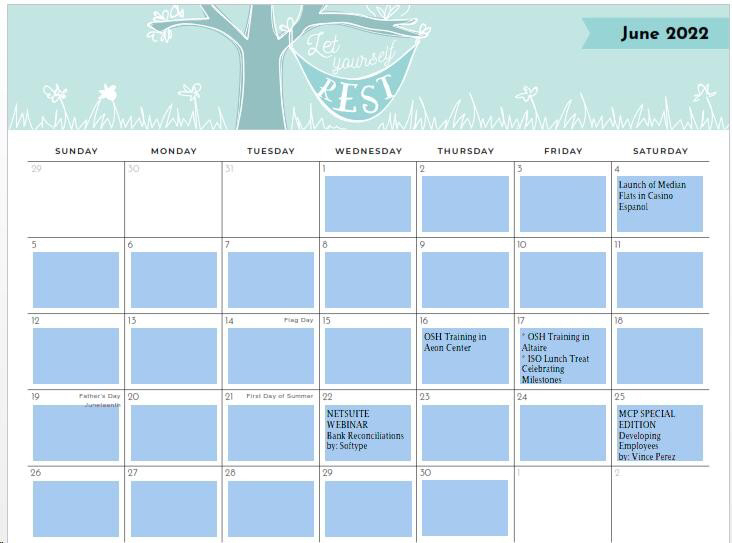 Let
yourself
REST
June 2022
SUNDAY MONDAY TUESDAY WEDNESDAY THURSDAY FRIDAY SATURDAY
29 30 31 1 2 3 4
Launch of Median
Flats in Casino
Espanol
5 6 7 8 9 10 11
12 13 14 Flag Day 15 16 17 18
OSH Training in
Aeon Center
* OSH Training in
Altaire
* ISO Lunch Treat
Celebrating
Milestones
19 Father's Day
Juneteenth
20 21 First Day of Summer 22 23 24 25
NETSUITE
WEBINAR
Bank Reconciliations
by: Softype
MCP SPECIAL
EDITION
Developing
Employees
by: Vince Perez
26 27 28 29 30 1 2